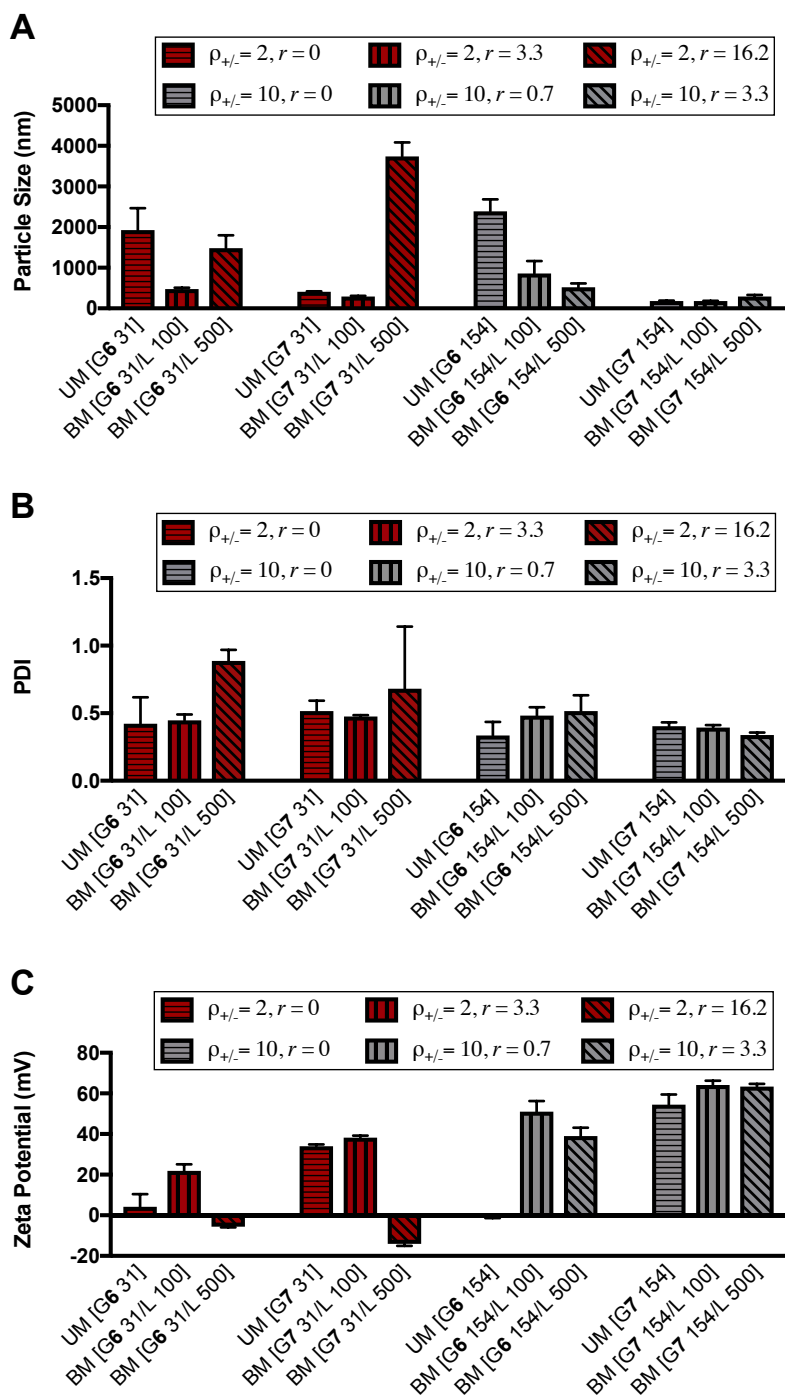 A
ρ+/-= 2, r = 0 ρ+/-= 2, r = 3.3 ρ+/-= 2, r = 16.2
ρ+/-= 10, r = 0 ρ+/-= 10, r = 0.7 ρ+/-= 10, r = 3.3
Particle Size (nm)
5000
4000
3000
2000
1000
0
UM [G6 31]
BM [G6 31/L 100]
BM [G6 31/L 500]
UM [G7 31]
BM [G7 31/L 100]
BM [G7 31/L 500]
UM [G6 154]
BM [G6 154/L 100]
BM [G6 154/L 500]
UM [G7 154]
BM [G7 154/L 100]
BM [G7 154/L 500]
B
ρ+/-= 2, r = 0 ρ+/-= 2, r = 3.3 ρ+/-= 2, r = 16.2
ρ+/-= 10, r = 0 ρ+/-= 10, r = 0.7 ρ+/-= 10, r = 3.3
PDI
1.5
1.0
0.5
0.0
UM [G6 31]
BM [G6 31/L 100]
BM [G6 31/L 500]
UM [G7 31]
BM [G7 31/L 100]
BM [G7 31/L 500]
UM [G6 154]
BM [G6 154/L 100]
BM [G6 154/L 500]
UM [G7 154]
BM [G7 154/L 100]
BM [G7 154/L 500]
C
ρ+/-= 2, r = 0 ρ+/-= 2, r = 3.3 ρ+/-= 2, r = 16.2
ρ+/-= 10, r = 0 ρ+/-= 10, r = 0.7 ρ+/-= 10, r = 3.3
Zeta Potential (mV)
80
60
40
20
0
-20
UM [G6 31]
BM [G6 31/L 100]
BM [G6 31/L 500]
UM [G7 31]
BM [G7 31/L 100]
BM [G7 31/L 500]
UM [G6 154]
BM [G6 154/L 100]
BM [G6 154/L 500]
UM [G7 154]
BM [G7 154/L 100]
BM [G7 154/L 500]